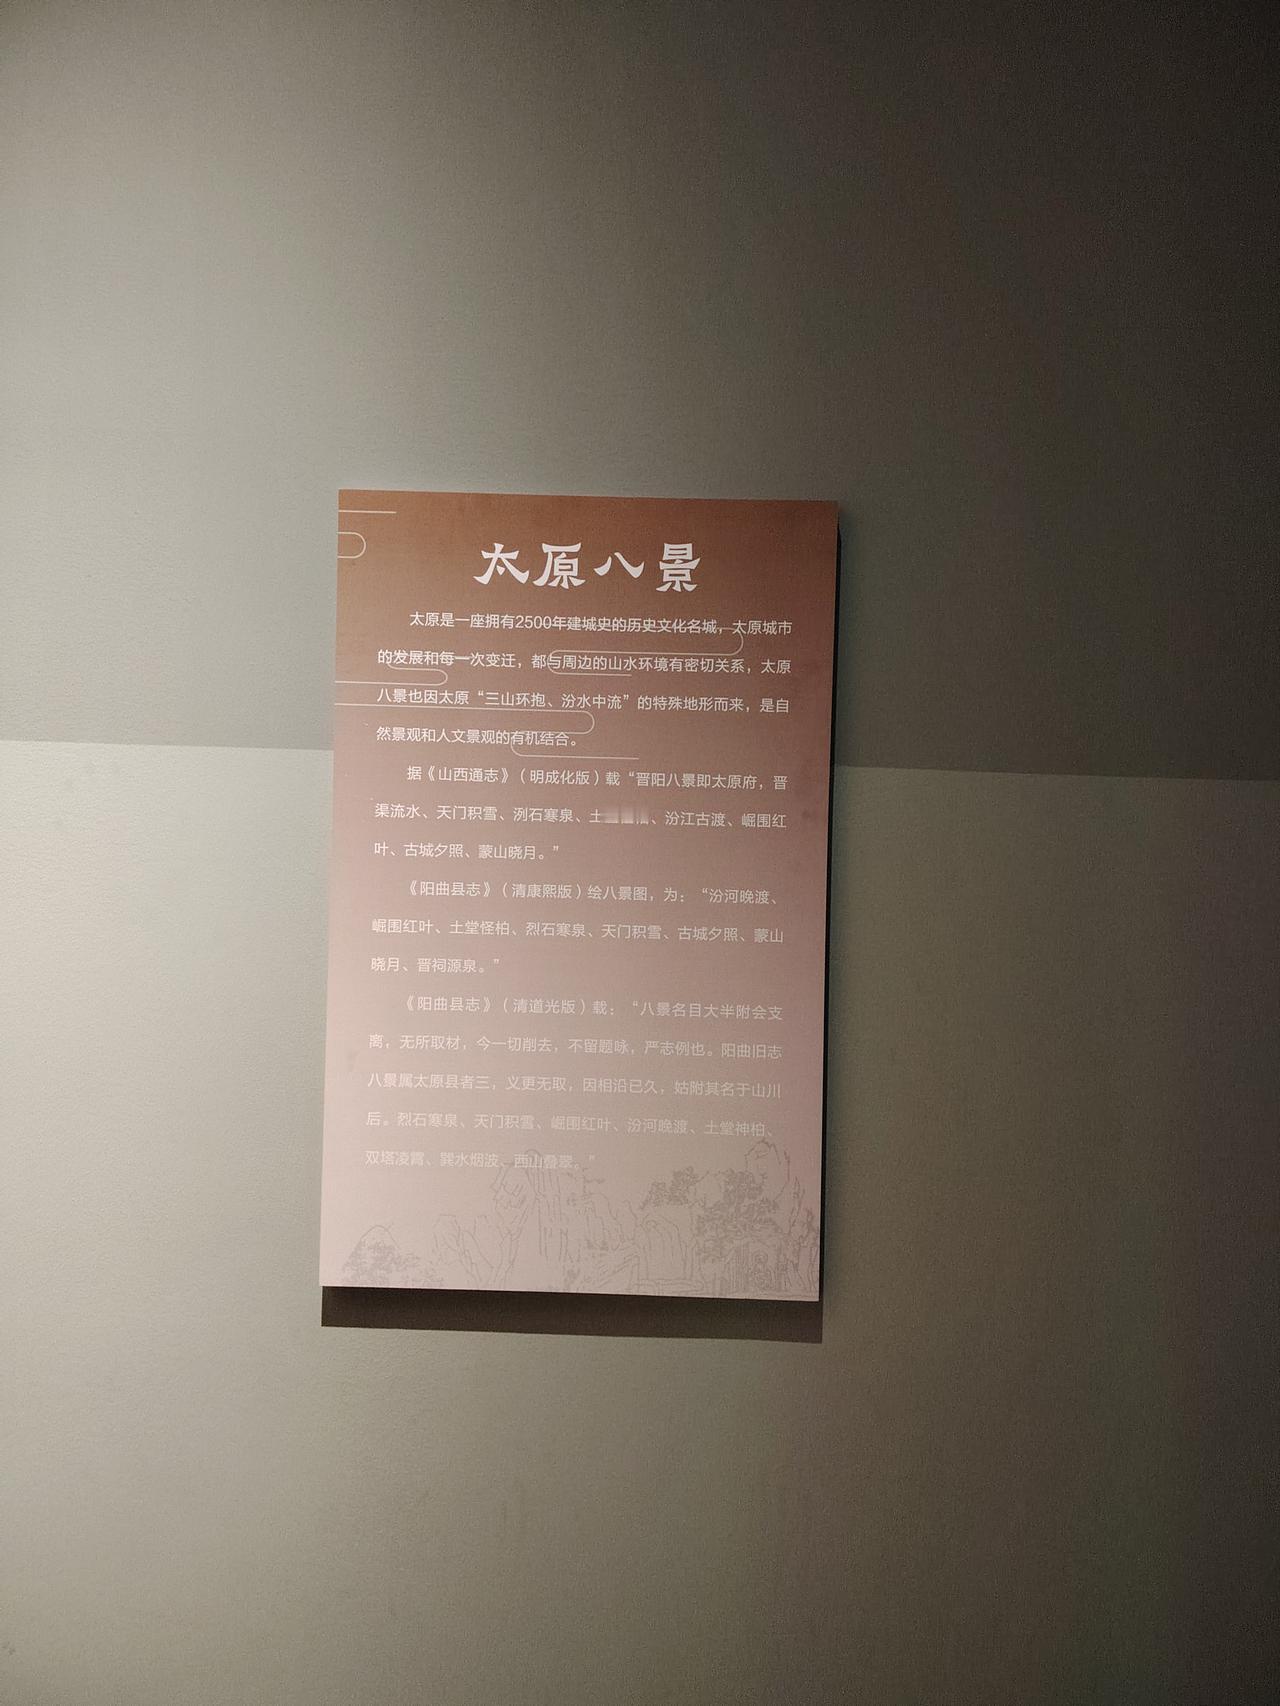 太原八景
太原是一座拥有2500年建城史的历史文化名城，太原城市
的发展和每一次变迁，都与周边的山水环境有密切关系，太原
八景也因太原“三山环抱、汾水中流”的特殊地形而来，是自
然景观和人文景观的有机结合。
据《山西通志》（明成化版）载“晋阳八景即太原府，晋
渠流水、天门积雪、冽石寒泉、土、汾江古渡、崛围红
叶、古城夕照、蒙山晓月。”
《阳曲县志》（清康熙版）绘八景图，为：“汾河晚渡、
崛围红叶、土堂怪柏、烈石寒泉、天门积雪、古城夕照、蒙山
晓月、晋祠源泉。”
《阳曲县志》（清道光版）载：“八景名目大半附会支
离，无所取材，今一切削去，不留题咏，严志例也。阳曲旧志
八景属太原县者三，义更无取，因相沿已久，姑附其名于山川
后。烈石寒泉、天门积雪、崛围红叶、汾河晚渡、土堂神柏、
双塔凌霄、巽水烟波、西山叠翠。”